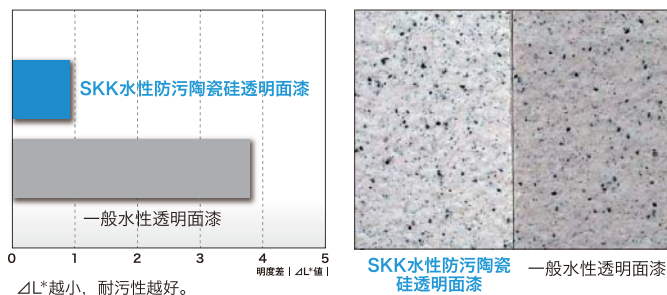 SKK水性防污陶瓷硅透明面漆
一般水性透明面漆
0 1 2 3 4 5
明度差｜⊿L*値｜
⊿L*越小，耐污性越好。
SKK水性防污陶瓷
硅透明面漆
一般水性透明面漆